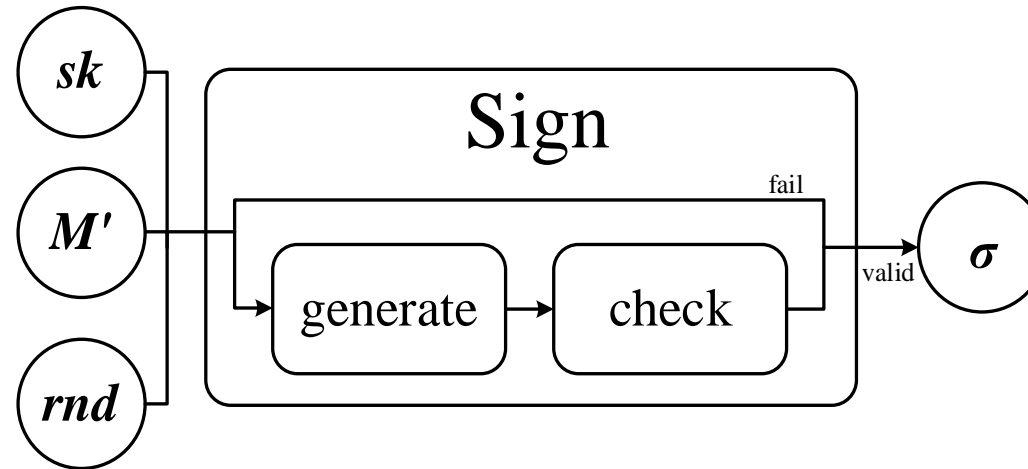 sk
M'
rnd
Sign
fail
generate
check
valid
σ